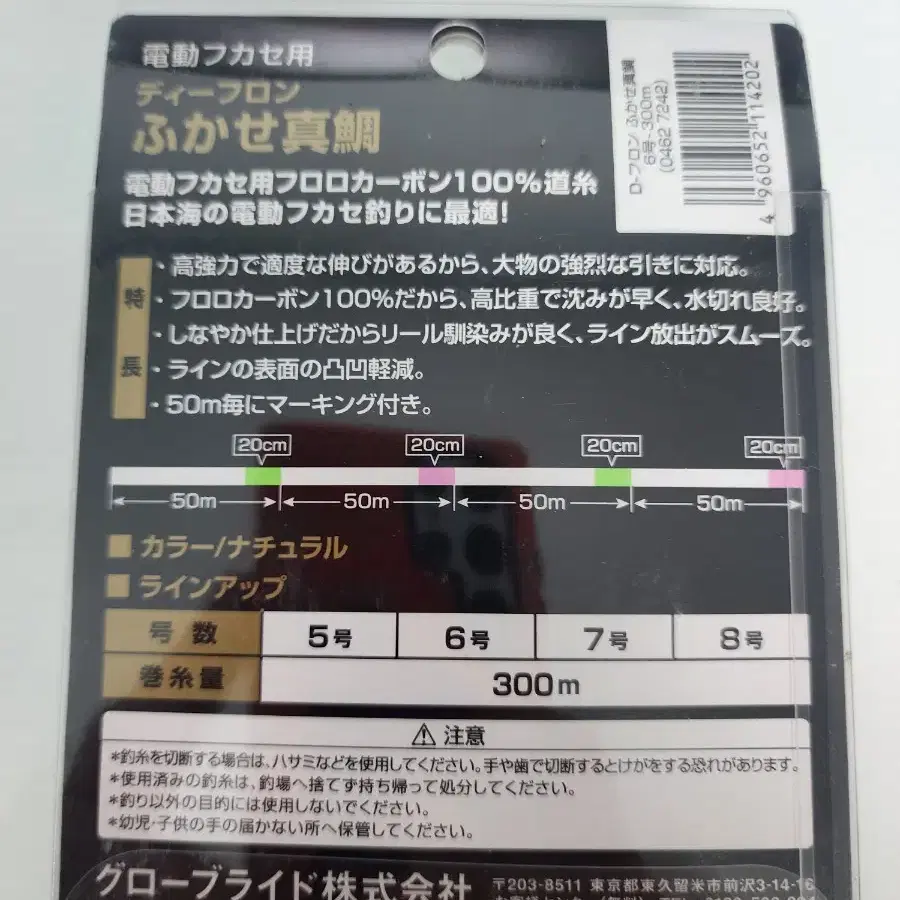 電動フカセ用
ディーフロン
ふかせ真鯛
電動フカセ用フロロカーボン100%道糸
日本海の電動フカセ釣りに最適!
D-フロン ふかせ真鯛
6号-300m
(0462 7242)
4 960652 114202
特長
・高強力で適度な伸びがあるから、大物の強烈な引きに対応。
・フロロカーボン100%だから、高比重で沈みが早く、水切れ良好。
・しなやか仕上げだからリール馴染みが良く、ライン放出がスムーズ。
・ラインの表面の凸凹軽減。
・50m毎にマーキング付き。
20cm 20cm 20cm 20cm
50m 50m 50m 50m
■ カラー/ナチュラル
■ ラインアップ
号数 5号 6号 7号 8号
巻糸量 300m
⚠ 注意
*釣糸を切断する場合は、ハサミなどを使用してください。手や歯で切断するとけがをする恐れがあります。
*使用済みの釣糸は、釣場へ捨てず持ち帰って処分してください。
*釣り以外の目的には使用しないでください。
*幼児・子供の手の届かない所へ保管してください。
グローブライド株式会社 〒203-8511 東京都東久留米市前沢3-14-16